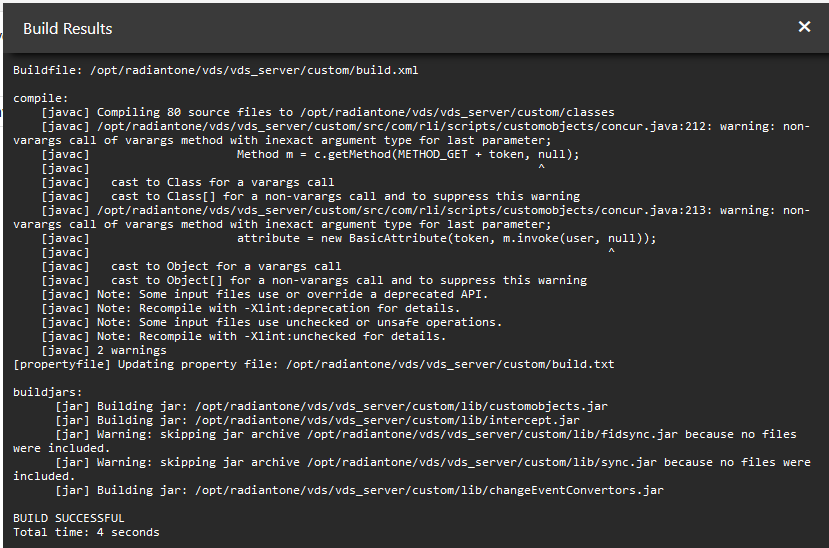 Build Results
Buildfile: /opt/radiantone/vds/vds_server/custom/build.xml
compile:
[javac] Compiling 80 source files to /opt/radiantone/vds/vds_server/custom/classes
[javac] /opt/radiantone/vds/vds_server/custom/src/com/rli/scripts/customobjects/concur.java:212: warning: non-
varargs call of varargs method with inexact argument type for last parameter;
[javac] Method m = c.getMethod(METHOD_GET + token, null);
[javac] ^
[javac] cast to Class for a varargs call
[javac] cast to Class[] for a non-varargs call and to suppress this warning
[javac] /opt/radiantone/vds/vds_server/custom/src/com/rli/scripts/customobjects/concur.java:213: warning: non-
varargs call of varargs method with inexact argument type for last parameter;
[javac] attribute = new BasicAttribute(token, m.invoke(user, null));
[javac] ^
[javac] cast to Object for a varargs call
[javac] cast to Object[] for a non-varargs call and to suppress this warning
[javac] Note: Some input files use or override a deprecated API.
[javac] Note: Recompile with -Xlint:deprecation for details.
[javac] Note: Some input files use unchecked or unsafe operations.
[javac] Note: Recompile with -Xlint:unchecked for details.
[javac] 2 warnings
[propertyfile] Updating property file: /opt/radiantone/vds/vds_server/custom/build.txt
buildjars:
[jar] Building jar: /opt/radiantone/vds/vds_server/custom/lib/customobjects.jar
[jar] Building jar: /opt/radiantone/vds/vds_server/custom/lib/intercept.jar
[jar] Warning: skipping jar archive /opt/radiantone/vds/vds_server/custom/lib/fidsync.jar because no files
were included.
[jar] Warning: skipping jar archive /opt/radiantone/vds/vds_server/custom/lib/sync.jar because no files were
included.
[jar] Building jar: /opt/radiantone/vds/vds_server/custom/lib/changeEventConvertors.jar
BUILD SUCCESSFUL
Total time: 4 seconds